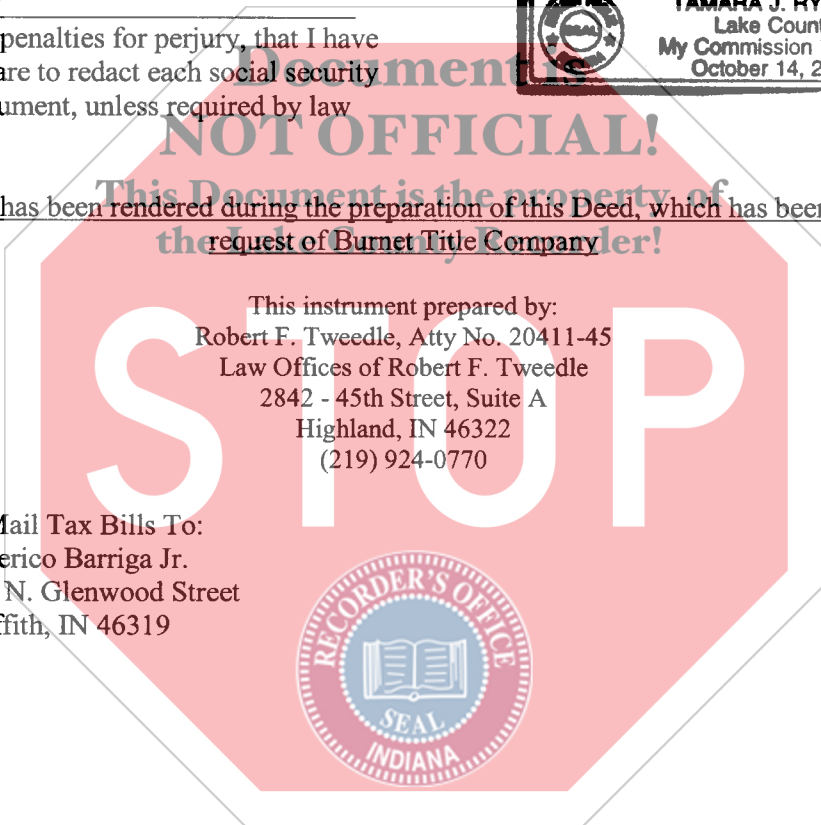 TAMARA J. RY
Lake Count
My Commission
October 14, 2
SEAL
penalties for perjury, that I have
are to redact each social security
ument, unless required by law
Document is
NOT OFFICIAL!
This Document is the property of
the Lake County Recorder!
has been rendered during the preparation of this Deed, which has been
request of Burnet Title Company
This instrument prepared by:
Robert F. Tweedle, Atty No. 20411-45
Law Offices of Robert F. Tweedle
2842 - 45th Street, Suite A
Highland, IN 46322
(219) 924-0770
STOP
Mail Tax Bills To:
erico Barriga Jr.
N. Glenwood Street
ffith, IN 46319
RECORDER'S OFFICE
SEAL
INDIANA